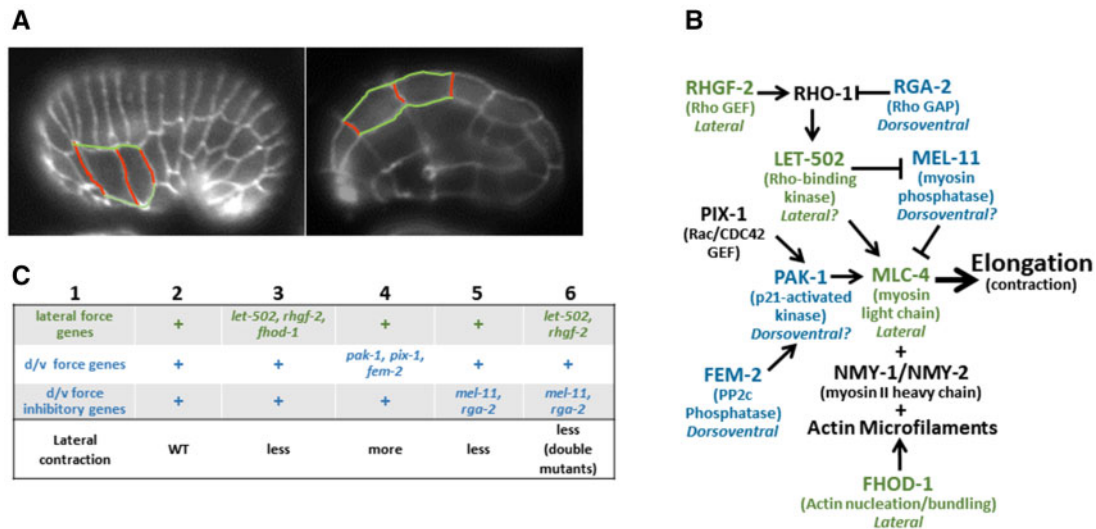 A
B
RHGF-2
(Rho GEF)
Lateral
RHO-1
RGA-2
(Rho GAP)
Dorsoventral
LET-502
(Rho-binding
kinase)
Lateral?
MEL-11
(myosin
phosphatase)
Dorsoventral?
PIX-1
(Rac/CDC42
GEF)
PAK-1
(p21-activated
kinase)
Dorsoventral?
MLC-4
(myosin
light chain)
Lateral
Elongation
(contraction)
FEM-2
(PP2c
Phosphatase)
Dorsoventral
+
NMY-1/NMY-2
(myosin II heavy chain)
+
Actin Microfilaments
FHOD-1
(Actin nucleation/bundling)
Lateral
C
1 2 3 4 5 6
lateral force genes + let-502, rhgf-2, fhod-1 + + let-502, rhgf-2
d/v force genes + + pak-1, pix-1, fem-2 + +
d/v force inhibitory genes + + + mel-11, rga-2 mel-11, rga-2
Lateral contraction WT less more less less (double mutants)